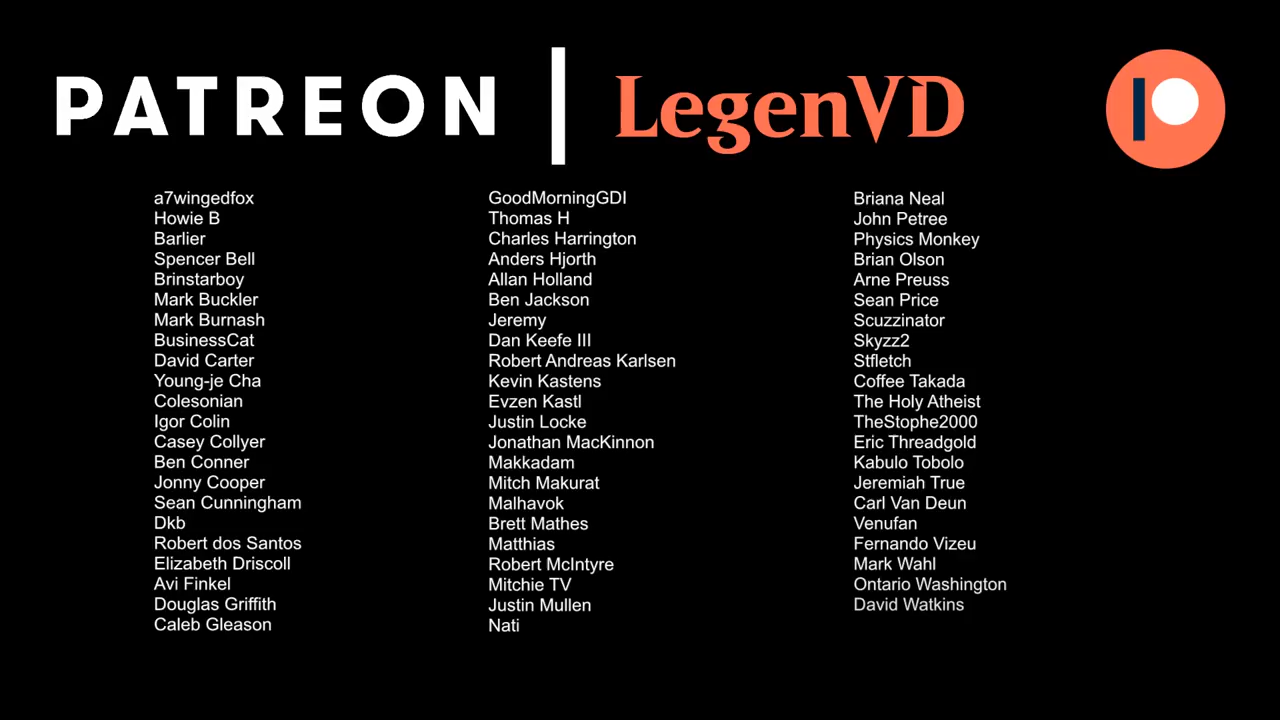 PATREON | LegenVD
a7wingedfox
Howie B
Barlier
Spencer Bell
Brinstarboy
Mark Buckler
Mark Burnash
BusinessCat
David Carter
Young-je Cha
Colesonian
Igor Colin
Casey Collyer
Ben Conner
Jonny Cooper
Sean Cunningham
Dkb
Robert dos Santos
Elizabeth Driscoll
Avi Finkel
Douglas Griffith
Caleb Gleason
GoodMorningGDI
Thomas H
Charles Harrington
Anders Hjorth
Allan Holland
Ben Jackson
Jeremy
Dan Keefe III
Robert Andreas Karlsen
Kevin Kastens
Evzen Kastl
Justin Locke
Jonathan MacKinnon
Makkadam
Mitch Makurat
Malhavok
Brett Mathes
Matthias
Robert McIntyre
Mitchie TV
Justin Mullen
Nati
Briana Neal
John Petree
Physics Monkey
Brian Olson
Arne Preuss
Sean Price
Scuzzinator
Skyzz2
Stfletch
Coffee Takada
The Holy Atheist
TheStophe2000
Eric Threadgold
Kabulo Tobolo
Jeremiah True
Carl Van Deun
Venufan
Fernando Vizeu
Mark Wahl
Ontario Washington
David Watkins